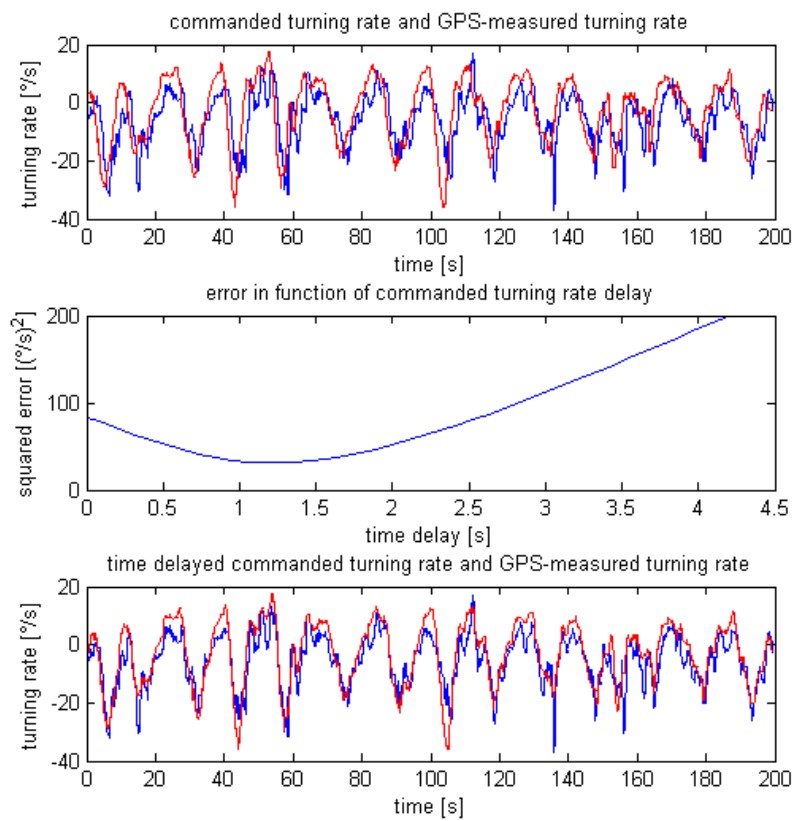 commanded turning rate and GPS-measured turning rate
20
0
-20
-40
turning rate [°/s]
0 20 40 60 80 100 120 140 160 180 200
time [s]
error in function of commanded turning rate delay
200
100
0
squared error [(°/s)²]
0 0.5 1 1.5 2 2.5 3 3.5 4 4.5
time delay [s]
time delayed commanded turning rate and GPS-measured turning rate
20
0
-20
-40
turning rate [°/s]
0 20 40 60 80 100 120 140 160 180 200
time [s]